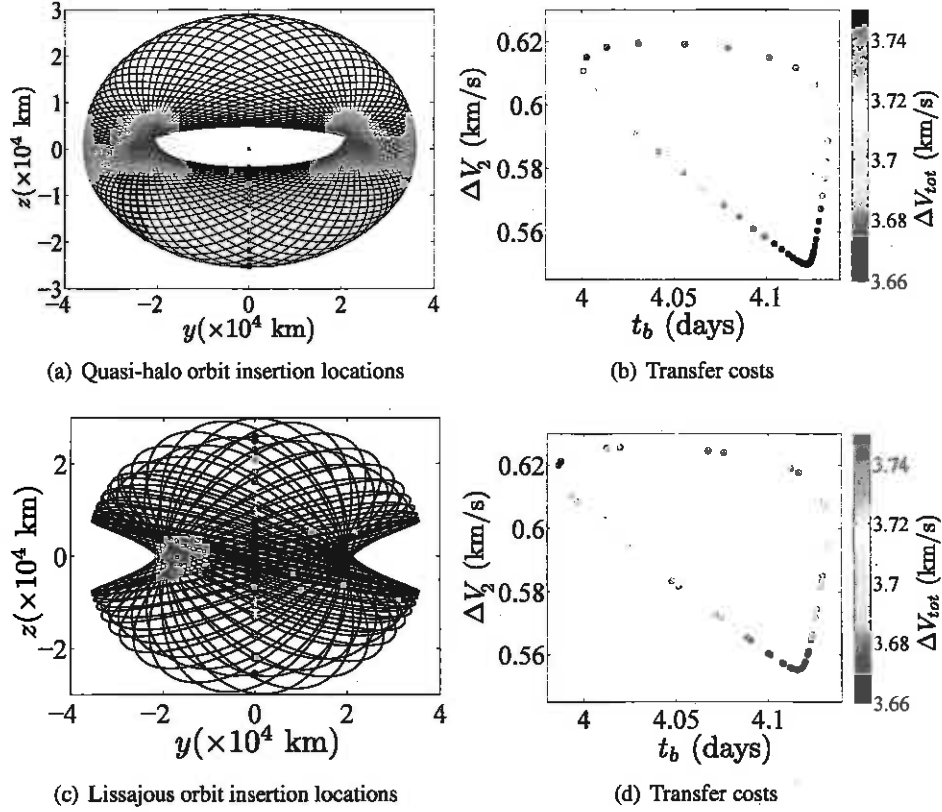 3
2
1
0
−1
−2
3
z(×10⁴ km)
−4 −2 0 2 4
y(×10⁴ km)
(a) Quasi-halo orbit insertion locations
0.62
0.6
0.58
0.56
ΔV₂ (km/s)
4 4.05 4.1
t_b (days)
3.74
3.72
3.7
3.68
3.66
ΔV_tot (km/s)
(b) Transfer costs
2
0
−2
z(×10⁴ km)
−4 −2 0 2 4
y(×10⁴ km)
(c) Lissajous orbit insertion locations
0.62
0.6
0.58
0.56
ΔV₂ (km/s)
4 4.05 4.1
t_b (days)
3.74
3.72
3.7
3.68
3.66
ΔV_tot (km/s)
(d) Transfer costs